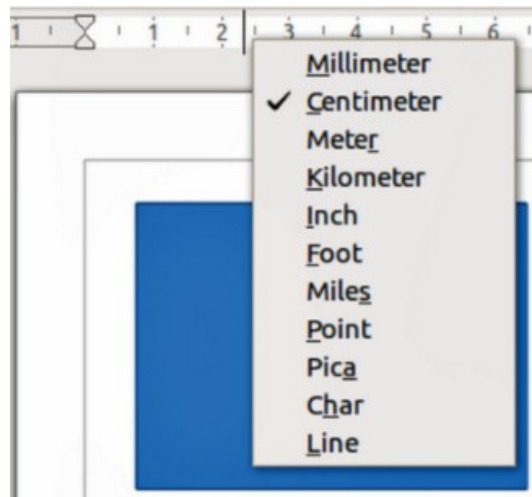 1 1 2 3 4 5 6
Millimeter
Centimeter
Meter
Kilometer
Inch
Foot
Miles
Point
Pica
Char
Line